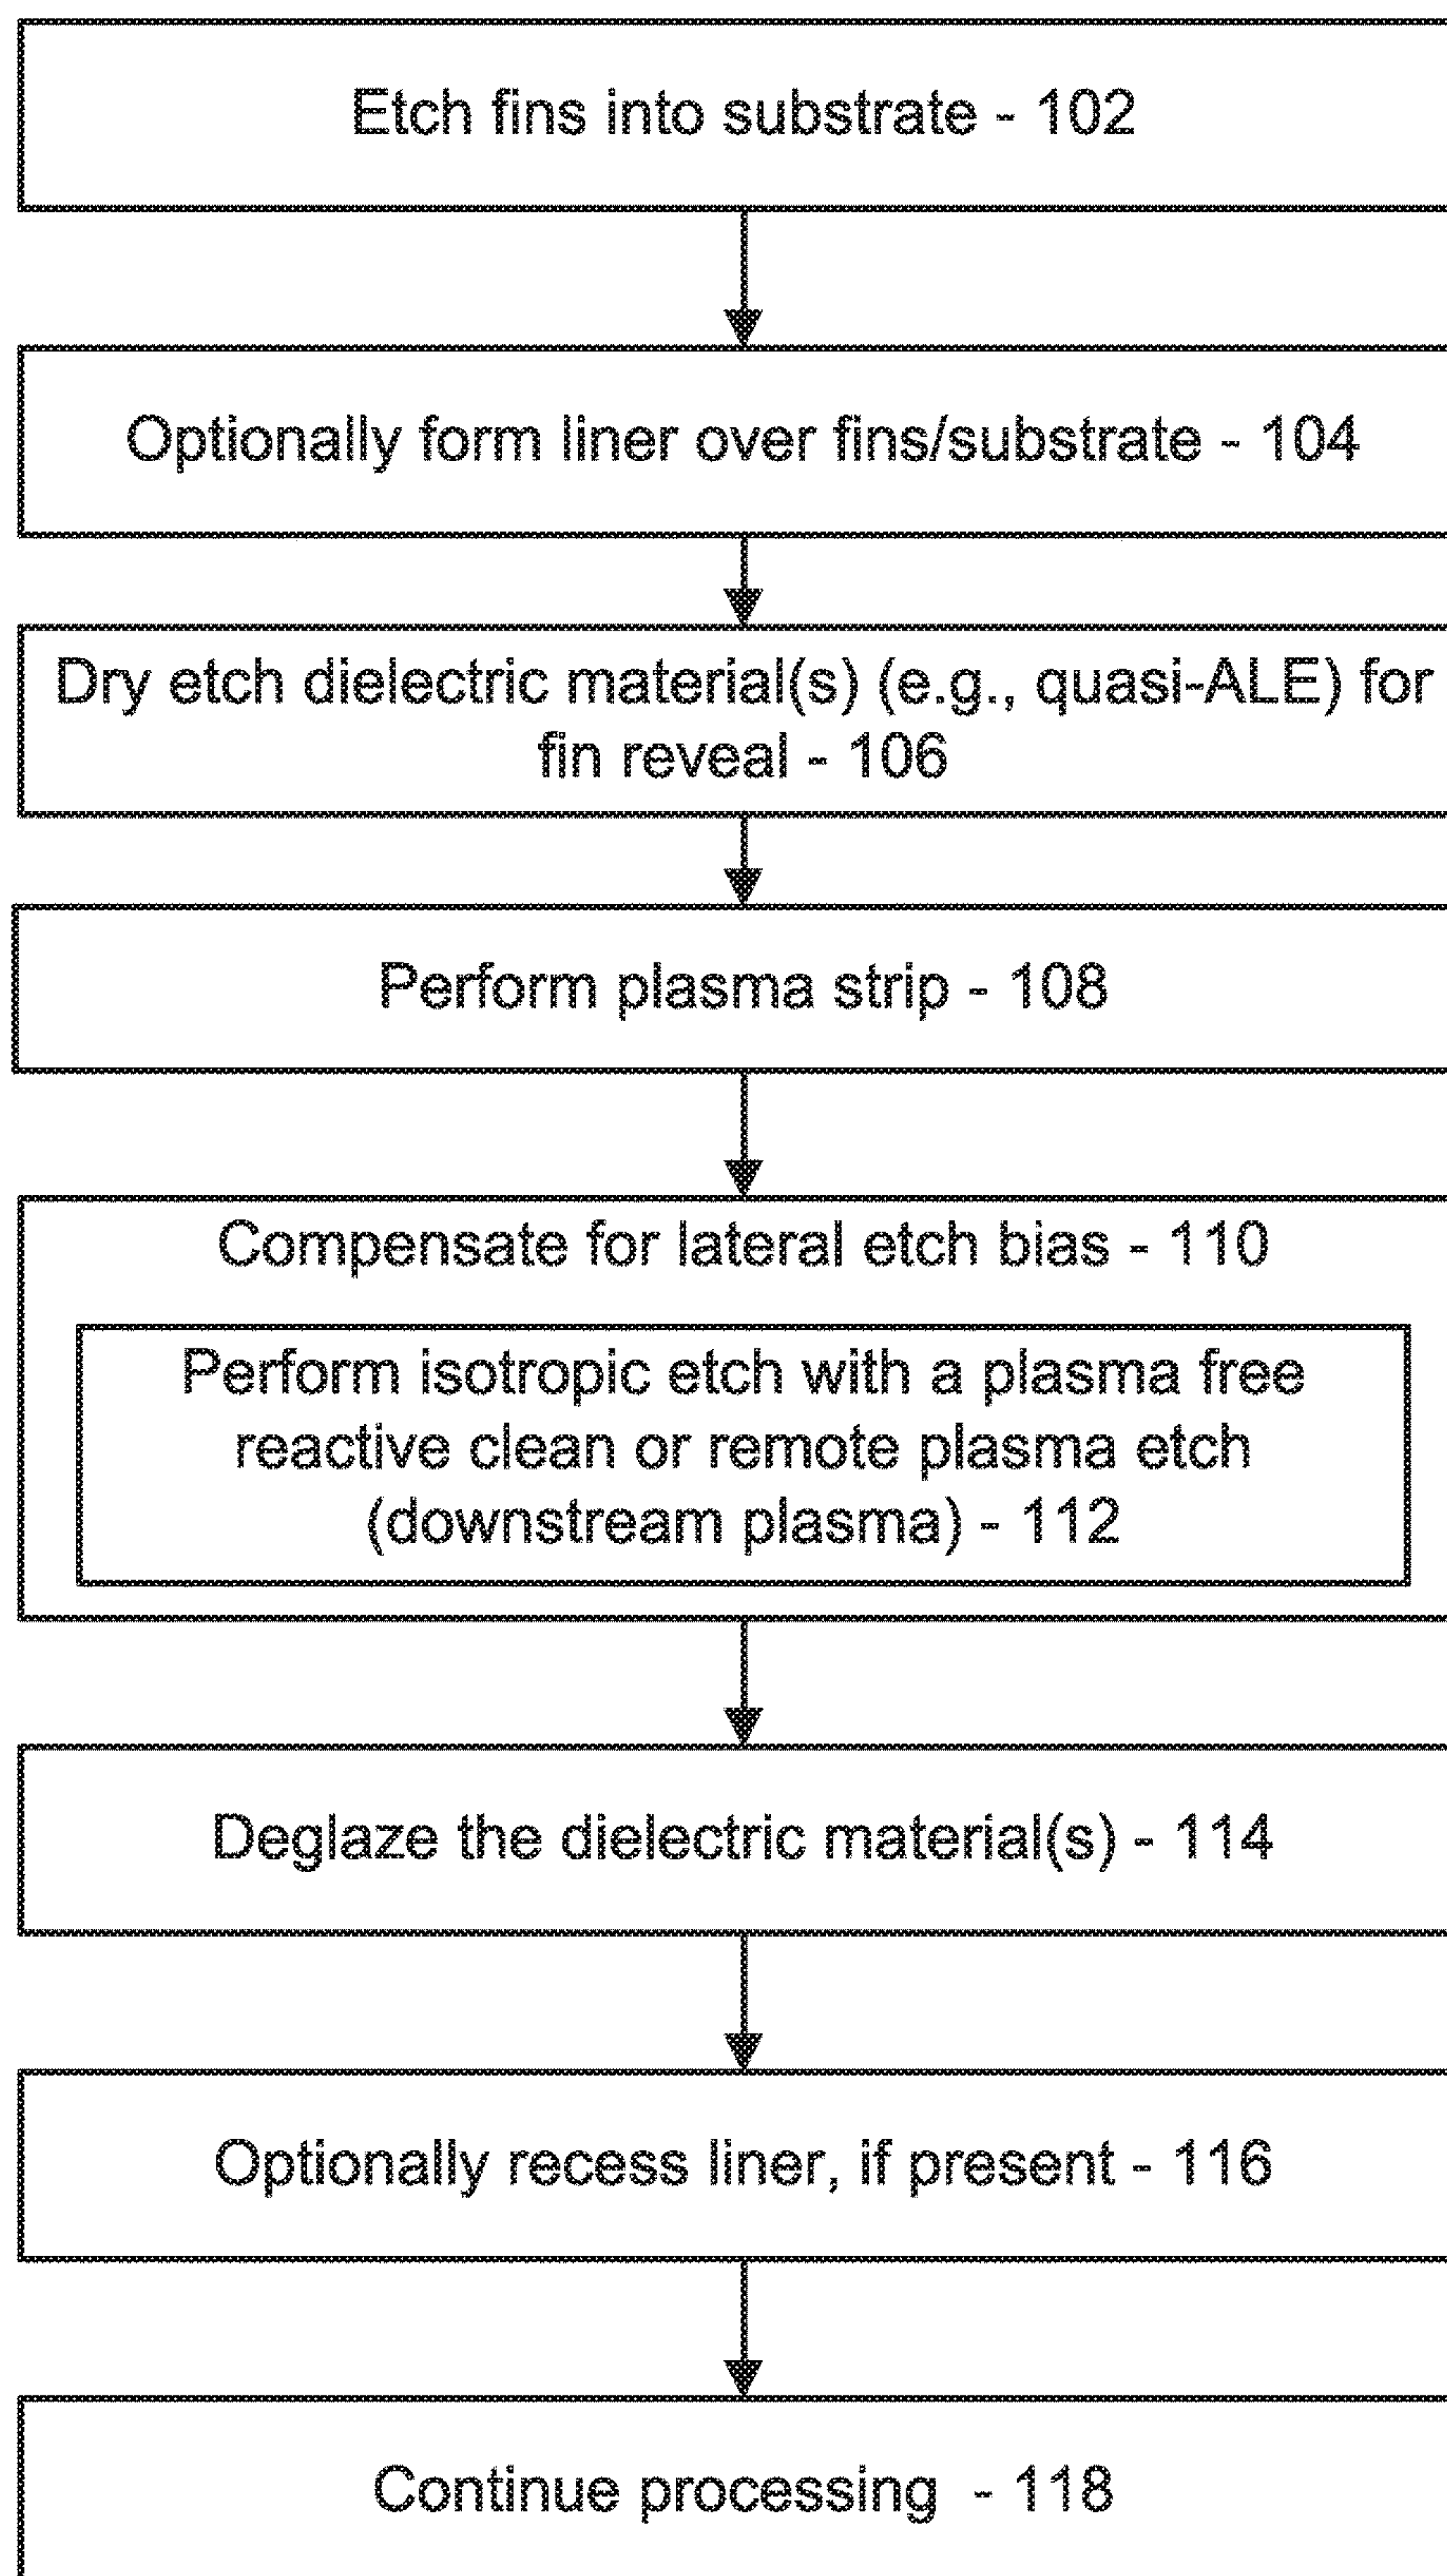 Etch fins into substrate - 102
Optionally form liner over fins/substrate - 104
Dry etch dielectric material(s) (e.g., quasi-ALE) for
fin reveal - 106
Perform plasma strip - 108
Compensate for lateral etch bias - 110
Perform isotropic etch with a plasma free
reactive clean or remote plasma etch
(downstream plasma) - 112
Deglaze the dielectric material(s) - 114
Optionally recess liner, if present - 116
Continue processing - 118